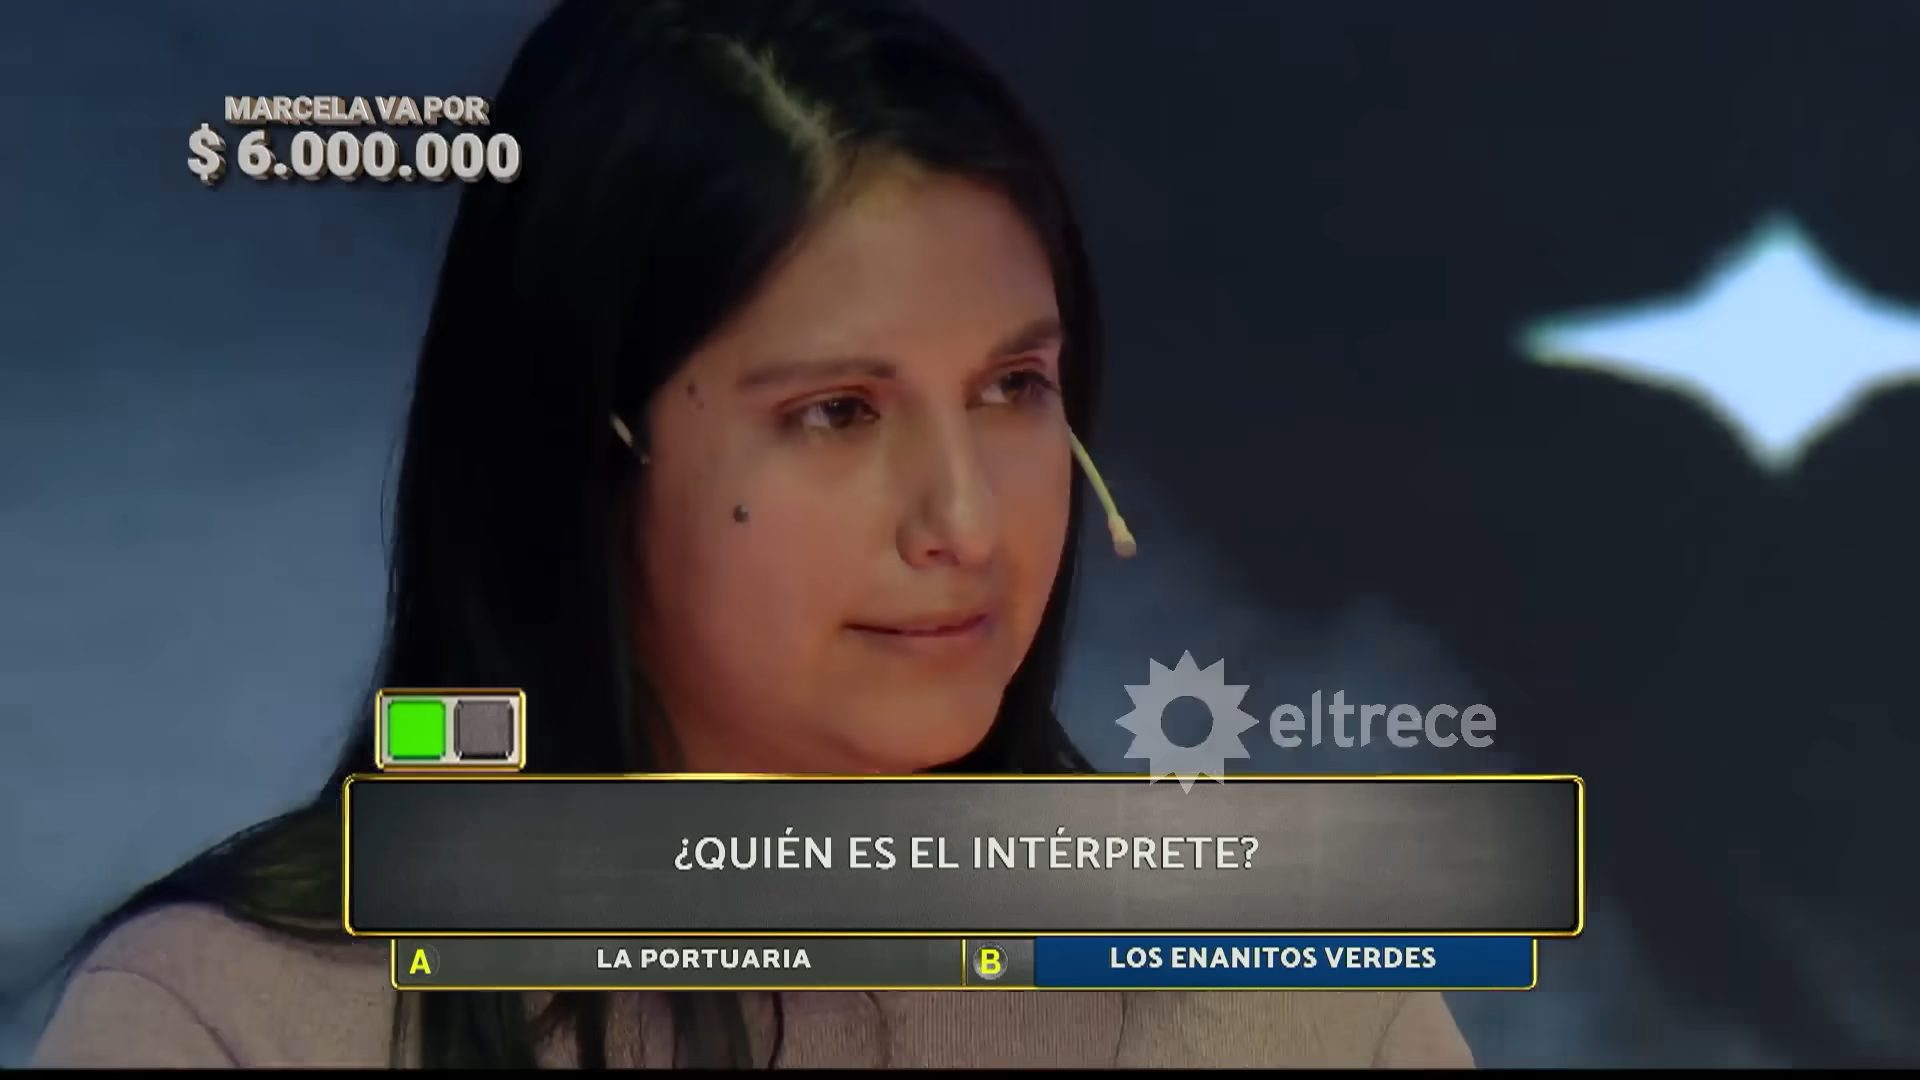 MARCELA VA POR
$ 6.000.000
eltrece
¿QUIÉN ES EL INTÉRPRETE?
A LA PORTUARIA
B LOS ENANITOS VERDES